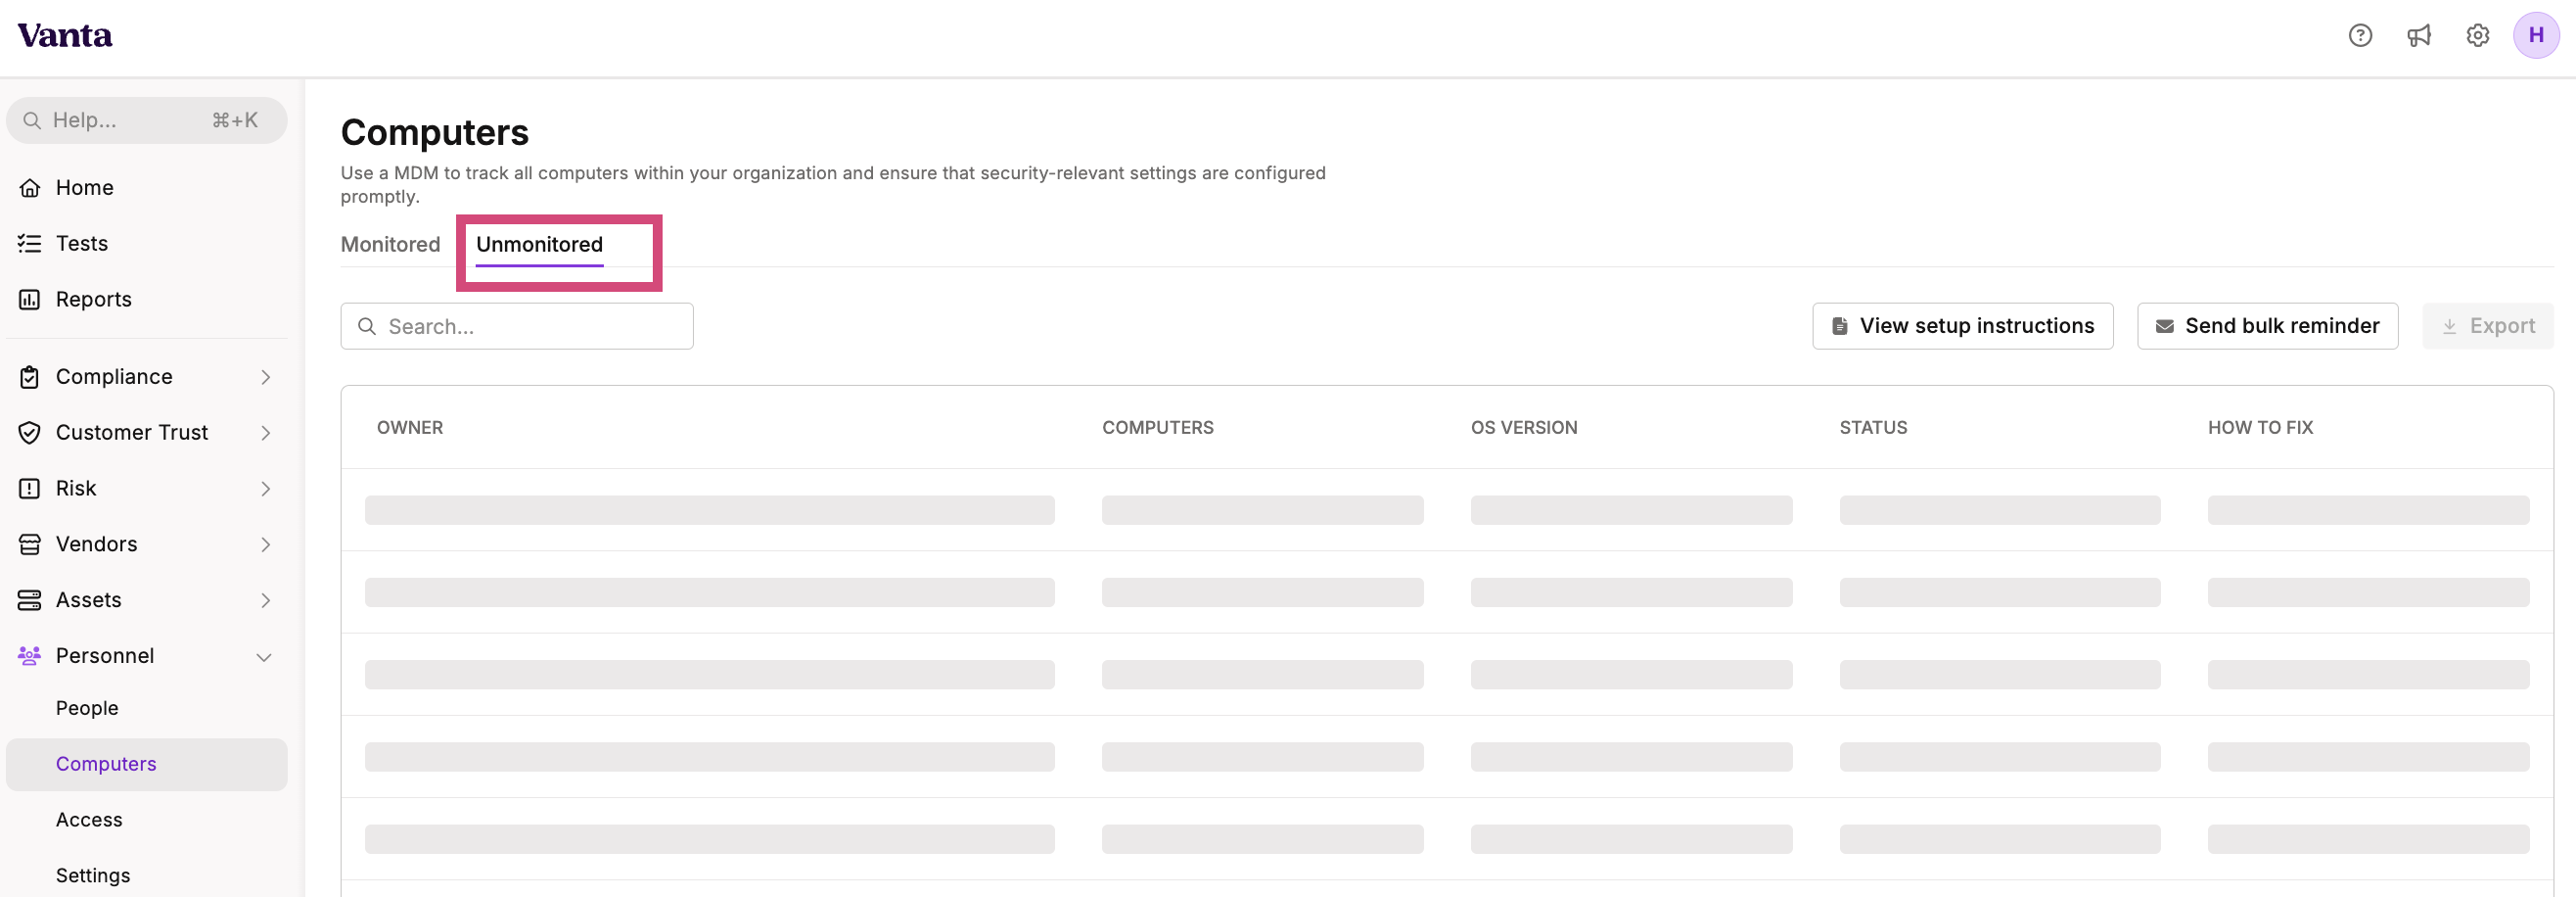 Vanta
H
Help... ⌘+K
Home
Tests
Reports
Compliance
Customer Trust
Risk
Vendors
Assets
Personnel
People
Computers
Access
Settings
Computers
Use a MDM to track all computers within your organization and ensure that security-relevant settings are configured
promptly.
Monitored Unmonitored
Search... View setup instructions Send bulk reminder Export
OWNER COMPUTERS OS VERSION STATUS HOW TO FIX